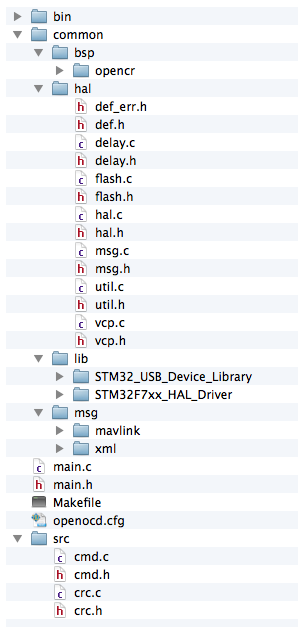 bin
common
bsp
opencr
hal
def_err.h
def.h
delay.c
delay.h
flash.c
flash.h
hal.c
hal.h
msg.c
msg.h
util.c
util.h
vcp.c
vcp.h
lib
STM32_USB_Device_Library
STM32F7xx_HAL_Driver
msg
mavlink
xml
main.c
main.h
Makefile
openocd.cfg
src
cmd.c
cmd.h
crc.c
crc.h